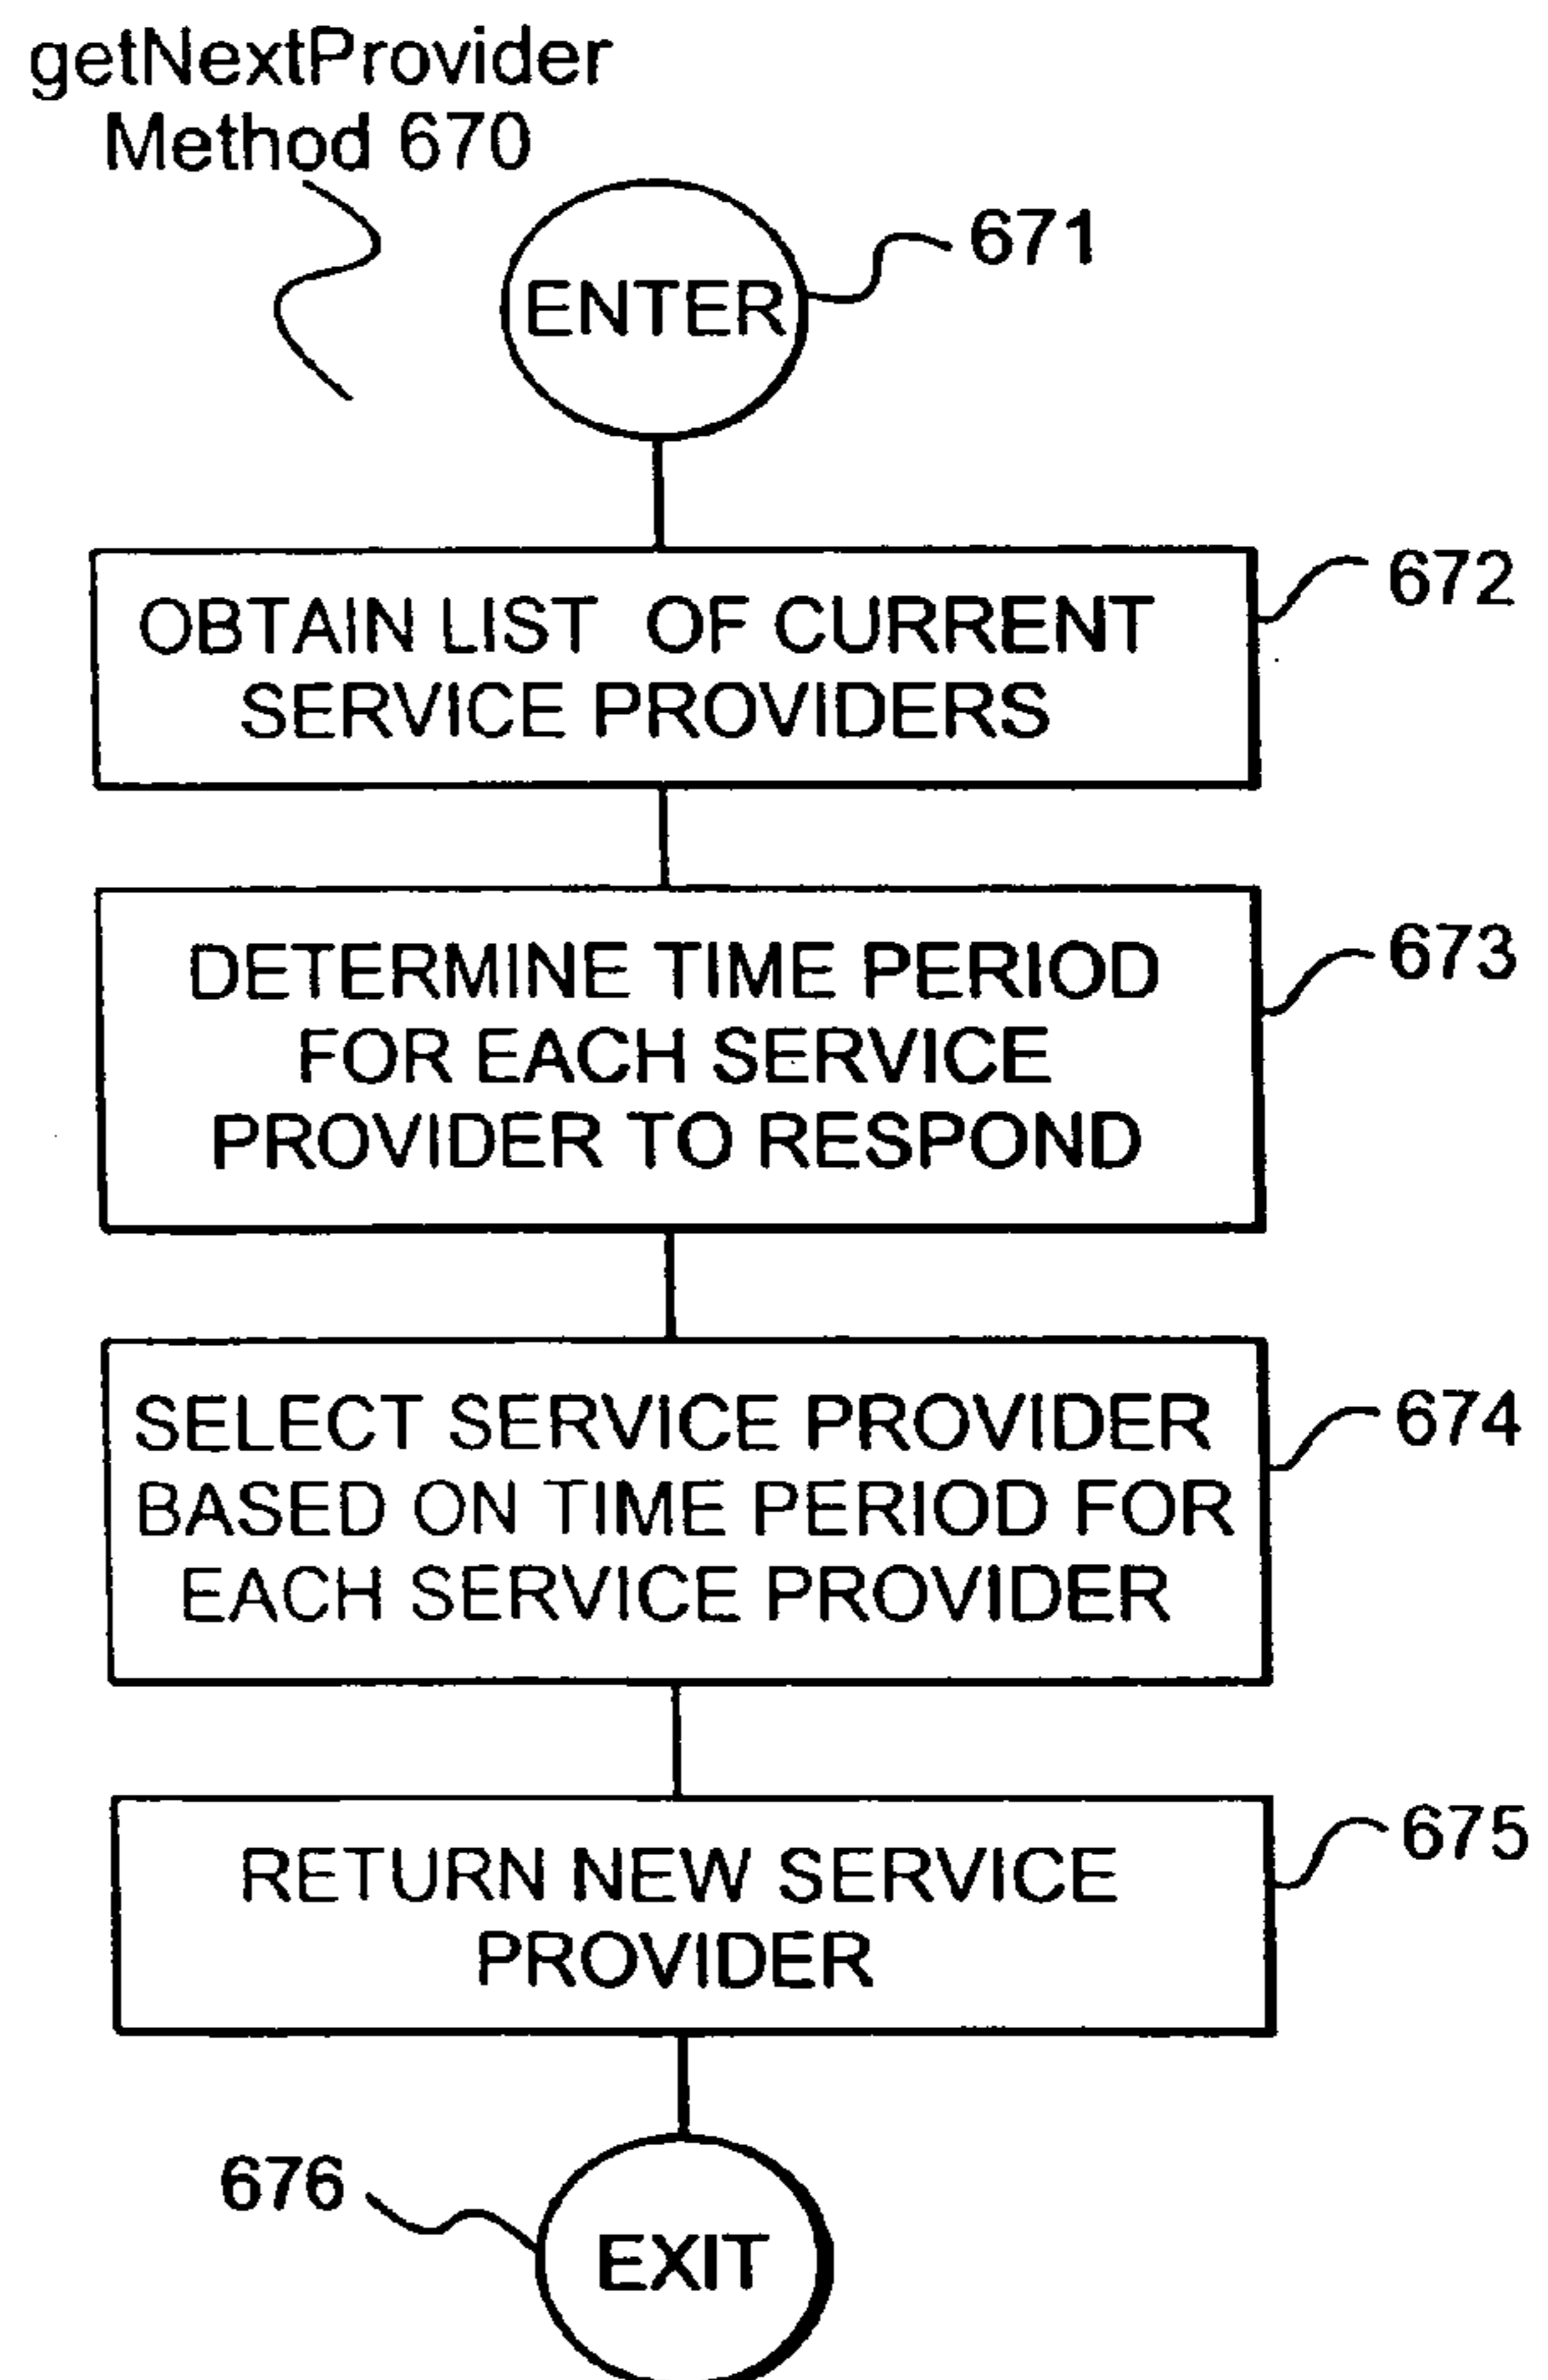 getNextProvider
Method 670
ENTER
671
OBTAIN LIST OF CURRENT
SERVICE PROVIDERS
672
DETERMINE TIME PERIOD
FOR EACH SERVICE
PROVIDER TO RESPOND
673
SELECT SERVICE PROVIDER
BASED ON TIME PERIOD FOR
EACH SERVICE PROVIDER
674
RETURN NEW SERVICE
PROVIDER
675
676
EXIT